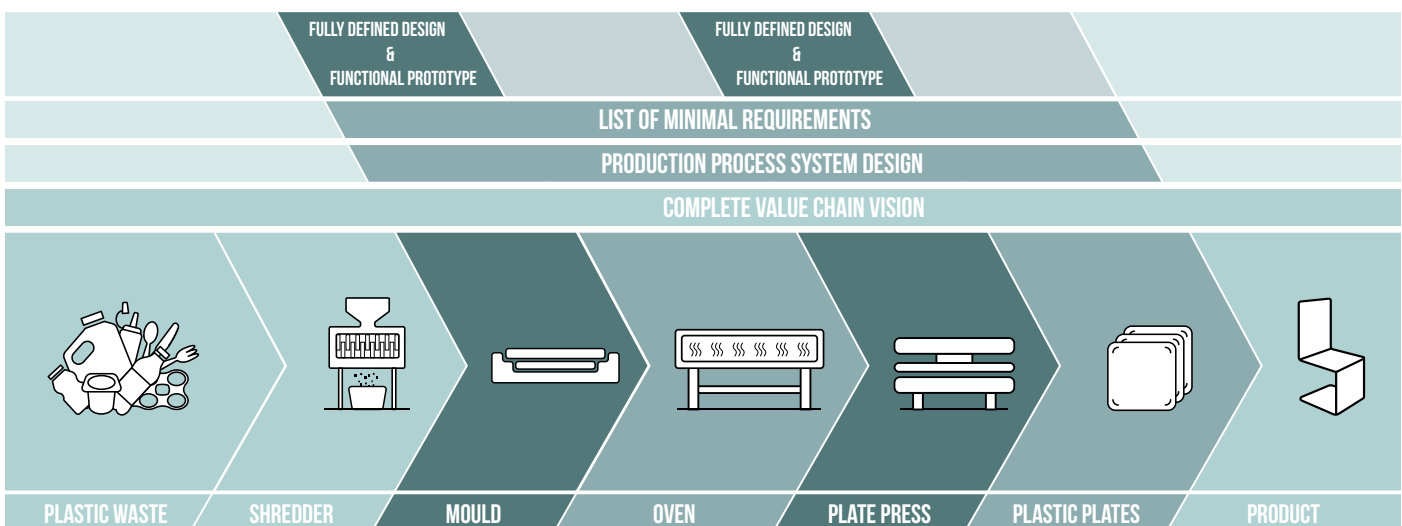 FULLY DEFINED DESIGN
&
FUNCTIONAL PROTOTYPE
FULLY DEFINED DESIGN
&
FUNCTIONAL PROTOTYPE
LIST OF MINIMAL REQUIREMENTS
PRODUCTION PROCESS SYSTEM DESIGN
COMPLETE VALUE CHAIN VISION
PLASTIC WASTE
SHREDDER
MOULD
OVEN
PLATE PRESS
PLASTIC PLATES
PRODUCT